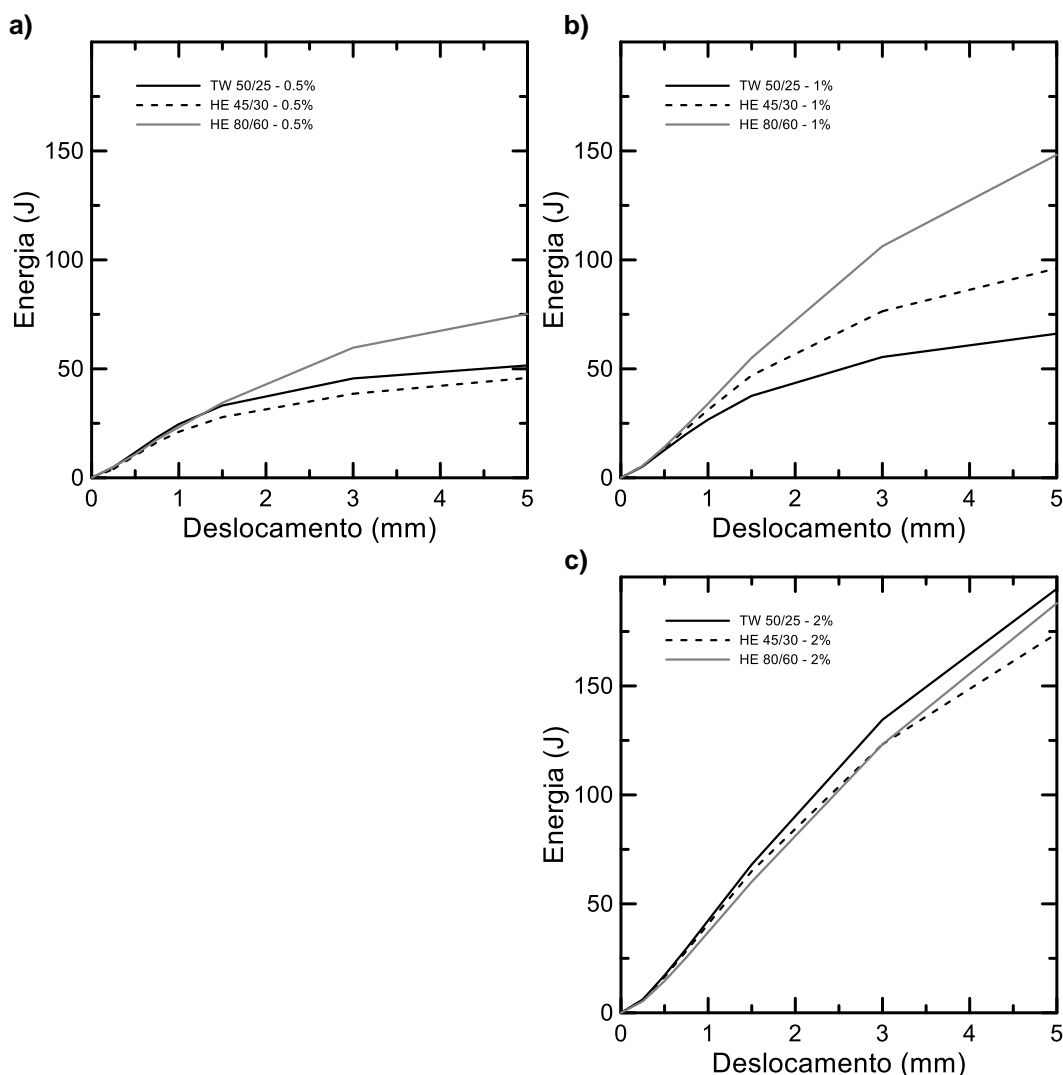 a)
Energia (J)
150
100
50
0
TW 50/25 - 0.5%
HE 45/30 - 0.5%
HE 80/60 - 0.5%
0 1 2 3 4 5
Deslocamento (mm)
b)
Energia (J)
150
100
50
0
TW 50/25 - 1%
HE 45/30 - 1%
HE 80/60 - 1%
0 1 2 3 4 5
Deslocamento (mm)
c)
Energia (J)
150
100
50
0
TW 50/25 - 2%
HE 45/30 - 2%
HE 80/60 - 2%
0 1 2 3 4 5
Deslocamento (mm)